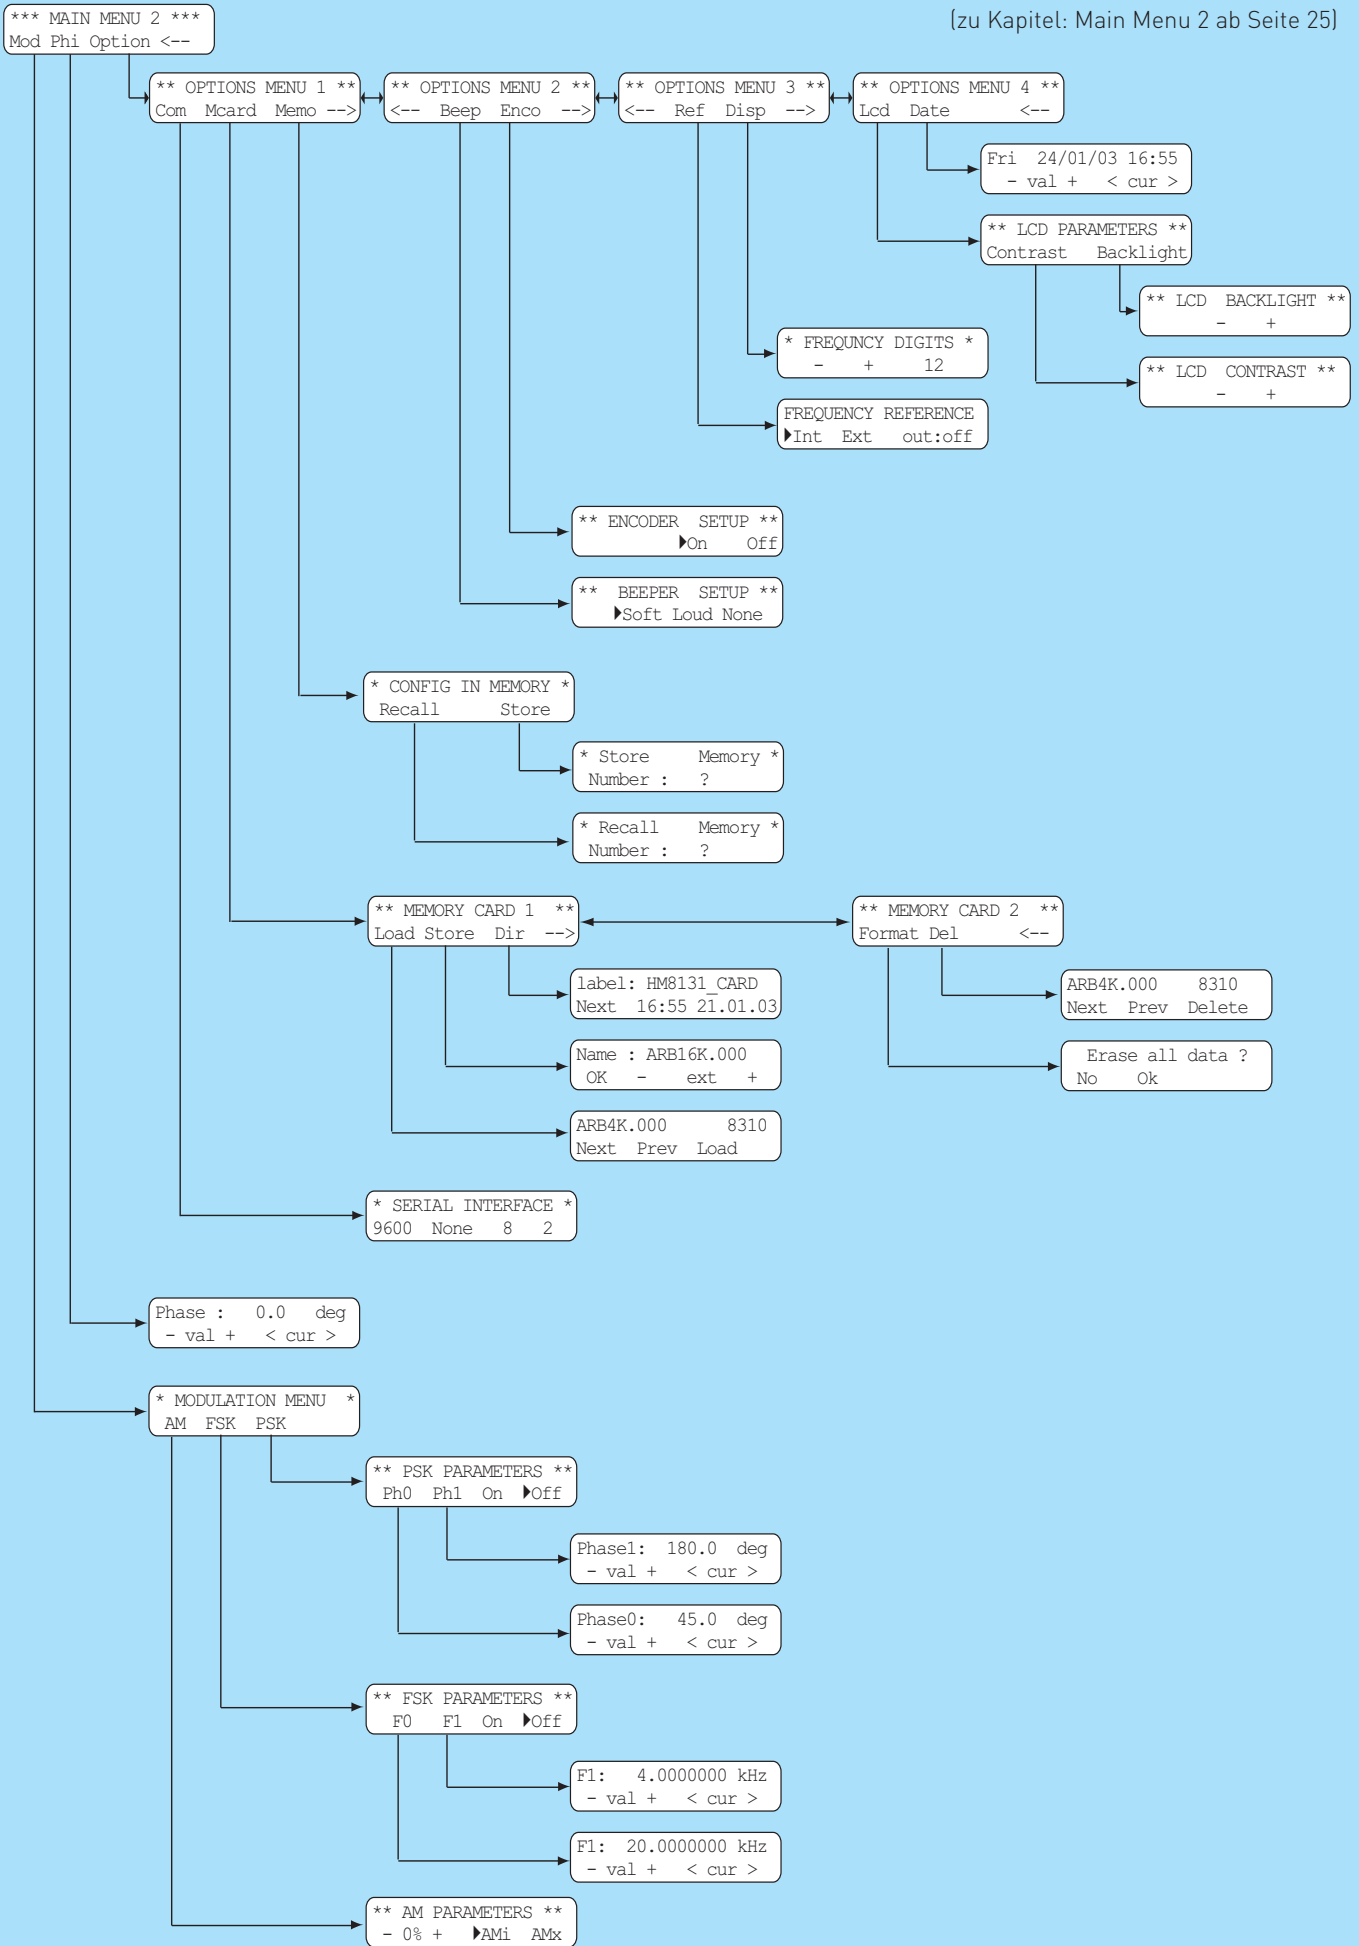 *** MAIN MENU 2 ***
Mod Phi Option <--
(zu Kapitel: Main Menu 2 ab Seite 25)
** OPTIONS MENU 1 **
Com Mcard Memo -->
** OPTIONS MENU 2 **
<-- Beep Enco -->
** OPTIONS MENU 3 **
<-- Ref Disp -->
** OPTIONS MENU 4 **
Lcd Date <--
Fri 24/01/03 16:55
- val + < cur >
** LCD PARAMETERS **
Contrast Backlight
** LCD BACKLIGHT **
- +
* FREQUNCY DIGITS *
- + 12
** LCD CONTRAST **
- +
FREQUENCY REFERENCE
▶Int Ext out:off
** ENCODER SETUP **
▶On Off
** BEEPER SETUP **
▶Soft Loud None
* CONFIG IN MEMORY *
Recall Store
* Store Memory *
Number : ?
* Recall Memory *
Number : ?
** MEMORY CARD 1 **
Load Store Dir -->
** MEMORY CARD 2 **
Format Del <--
label: HM8131_CARD
Next 16:55 21.01.03
ARB4K.000 8310
Next Prev Delete
Name : ARB16K.000
OK - ext +
Erase all data ?
No Ok
ARB4K.000 8310
Next Prev Load
* SERIAL INTERFACE *
9600 None 8 2
Phase : 0.0 deg
- val + < cur >
* MODULATION MENU *
AM FSK PSK
** PSK PARAMETERS **
Ph0 Ph1 On ▶Off
Phase1: 180.0 deg
- val + < cur >
Phase0: 45.0 deg
- val + < cur >
** FSK PARAMETERS **
F0 F1 On ▶Off
F1: 4.0000000 kHz
- val + < cur >
F1: 20.0000000 kHz
- val + < cur >
** AM PARAMETERS **
- 0% + ▶AMi AMx